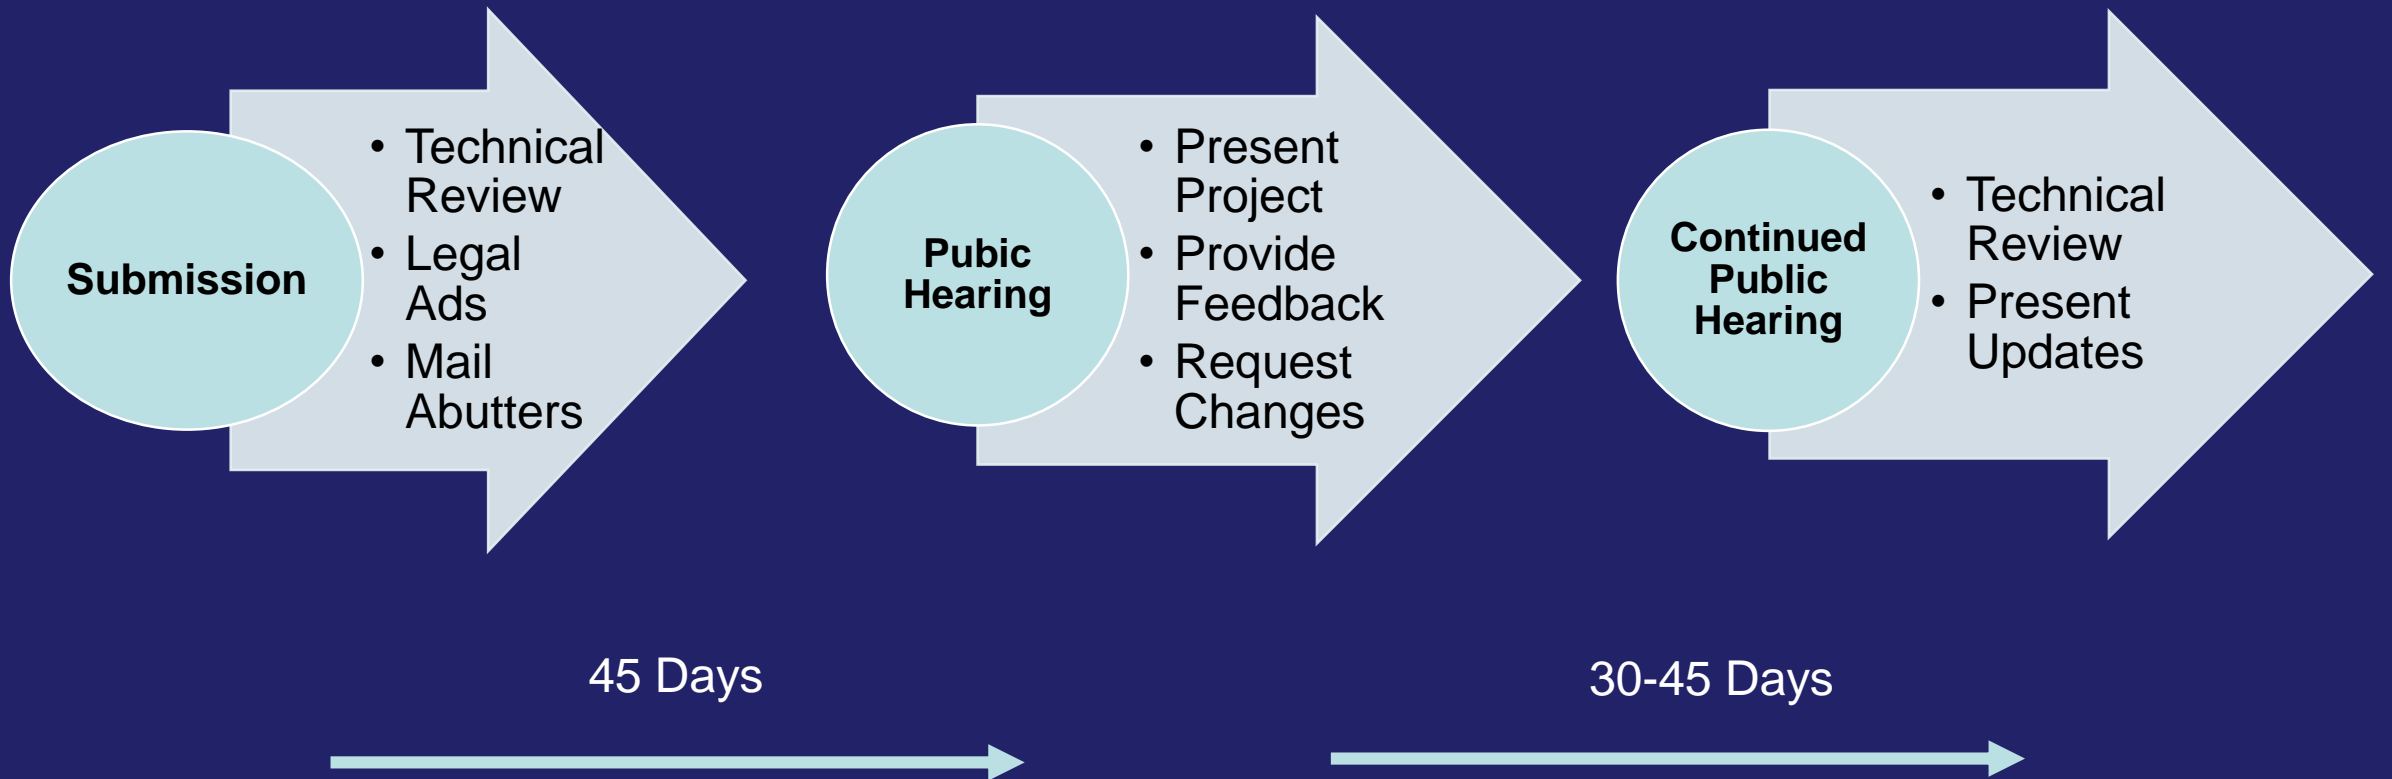 Submission
• Technical
Review
• Legal
Ads
• Mail
Abutters
Pubic
Hearing
• Present
Project
• Provide
Feedback
• Request
Changes
Continued
Public
Hearing
• Technical
Review
• Present
Updates
45 Days
30-45 Days